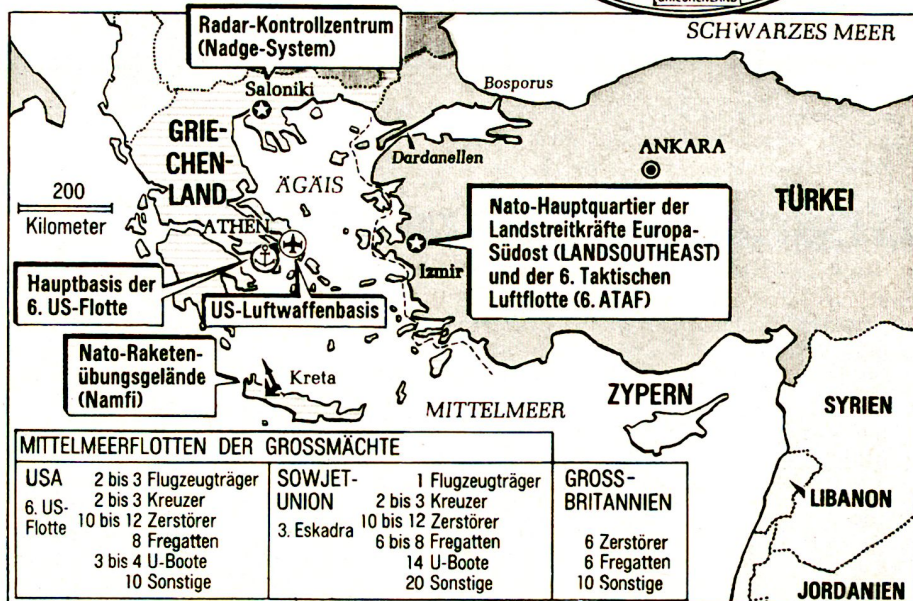 GRIECHENLAND
SCHWARZES MEER
Radar-Kontrollzentrum
(Nadge-System)
Saloniki
Bosporus
GRIE-
CHEN-
LAND
Dardanellen
ANKARA
ÄGÄIS
TÜRKEI
200
Kilometer
ATHEN
Nato-Hauptquartier der
Landstreitkräfte Europa-
Südost (LANDSOUTHEAST)
und der 6. Taktischen
Luftflotte (6. ATAF)
Izmir
Hauptbasis der
6. US-Flotte
US-Luftwaffenbasis
Nato-Raketen-
übungsgelände
(Namfi)
Kreta
MITTELMEER
ZYPERN
SYRIEN
LIBANON
JORDANIEN
MITTELMEERFLOTTEN DER GROSSMÄCHTE
USA
6. US-
Flotte
2 bis 3 Flugzeugträger
2 bis 3 Kreuzer
10 bis 12 Zerstörer
8 Fregatten
3 bis 4 U-Boote
10 Sonstige
SOWJET-
UNION
3. Eskadra
1 Flugzeugträger
2 bis 3 Kreuzer
10 bis 12 Zerstörer
6 bis 8 Fregatten
14 U-Boote
20 Sonstige
GROSS-
BRITANNIEN
6 Zerstörer
6 Fregatten
10 Sonstige